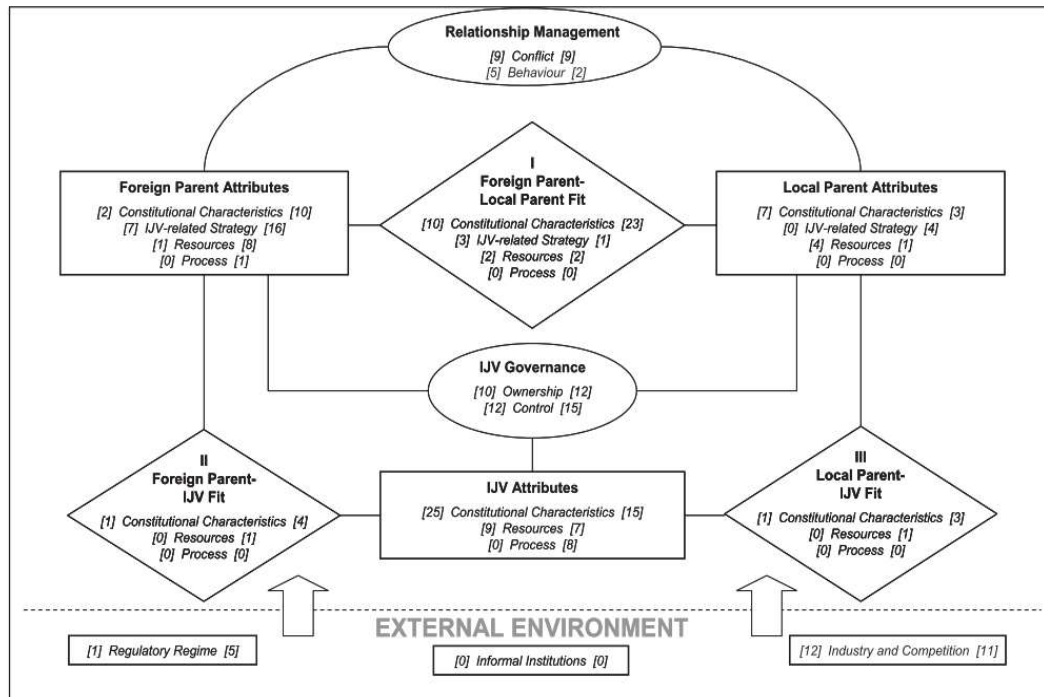 Relationship Management
[9] Conflict [9]
[5] Behaviour [2]
Foreign Parent Attributes
[2] Constitutional Characteristics [10]
[7] IJV-related Strategy [16]
[1] Resources [8]
[0] Process [1]
I
Foreign Parent-
Local Parent Fit
[10] Constitutional Characteristics [23]
[3] IJV-related Strategy [1]
[2] Resources [2]
[0] Process [0]
Local Parent Attributes
[7] Constitutional Characteristics [3]
[0] IJV-related Strategy [4]
[4] Resources [1]
[0] Process [0]
IJV Governance
[10] Ownership [12]
[12] Control [15]
II
Foreign Parent-
IJV Fit
[1] Constitutional Characteristics [4]
[0] Resources [1]
[0] Process [0]
IJV Attributes
[25] Constitutional Characteristics [15]
[9] Resources [7]
[0] Process [8]
III
Local Parent-
IJV Fit
[1] Constitutional Characteristics [3]
[0] Resources [1]
[0] Process [0]
EXTERNAL ENVIRONMENT
[1] Regulatory Regime [5]
[0] Informal Institutions [0]
[12] Industry and Competition [11]